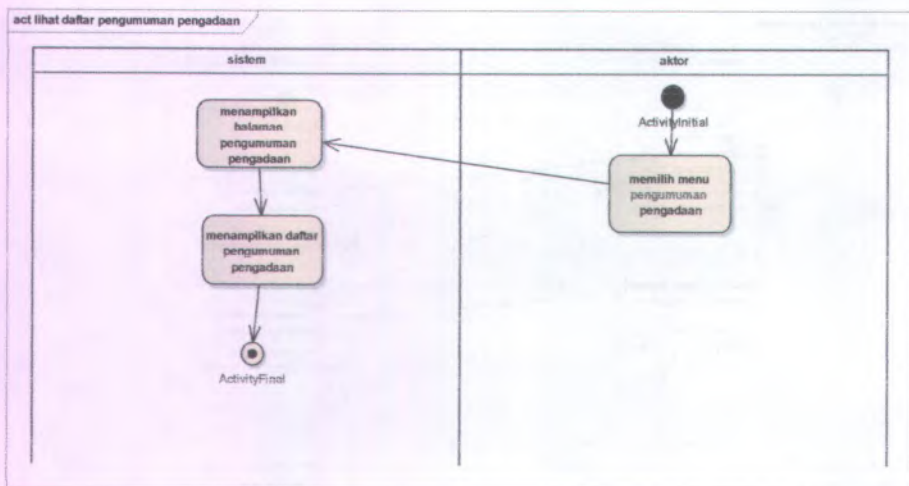 act lihat daftar pengumuman pengadaan
sistem
aktor
menampilkan
halaman
pengumuman
pengadaan
ActivityInitial
memilih menu
pengumuman
pengadaan
menampilkan daftar
pengumuman
pengadaan
ActivityFinal